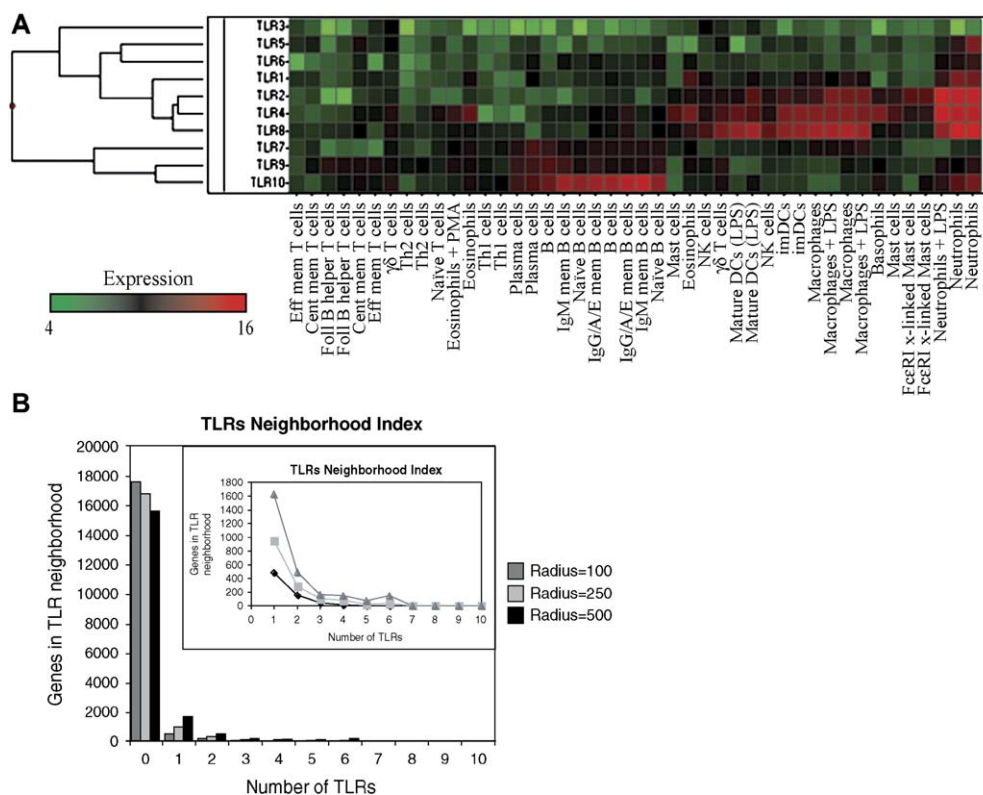 A
TLR3
TLR5
TLR6
TLR1
TLR2
TLR4
TLR8
TLR7
TLR9
TLR10
Eff mem T cells
Cent mem T cells
Foll B helper T cells
Foll B helper T cells
Cent mem T cells
Eff mem T cells
γδ T cells
Th2 cells
Th2 cells
Naïve T cells
Eosinophils + PMA
Eosinophils
Th1 cells
Th1 cells
Plasma cells
Plasma cells
B cells
IgM mem B cells
Naïve B cells
IgG/A/E mem B cells
B cells
IgG/A/E mem B cells
IgM mem B cells
Naïve B cells
Mast cells
Eosinophils
NK cells
γδ T cells
Mature DCs (LPS)
Mature DCs (LPS)
NK cells
imDCs
imDCs
Macrophages
Macrophages + LPS
Macrophages
Macrophages + LPS
Basophils
Mast cells
FcεRI x-linked Mast cells
FcεRI x-linked Mast cells
Neutrophils + LPS
Neutrophils
Neutrophils
Expression
4 16
B
TLRs Neighborhood Index
Genes in TLR neighborhood
20000
18000
16000
14000
12000
10000
8000
6000
4000
2000
0
0 1 2 3 4 5 6 7 8 9 10
Number of TLRs
TLRs Neighborhood Index
Genes in TLR
neighborhood
1800
1600
1400
1200
1000
800
600
400
200
0
0 1 2 3 4 5 6 7 8 9 10
Number of TLRs
Radius=100
Radius=250
Radius=500